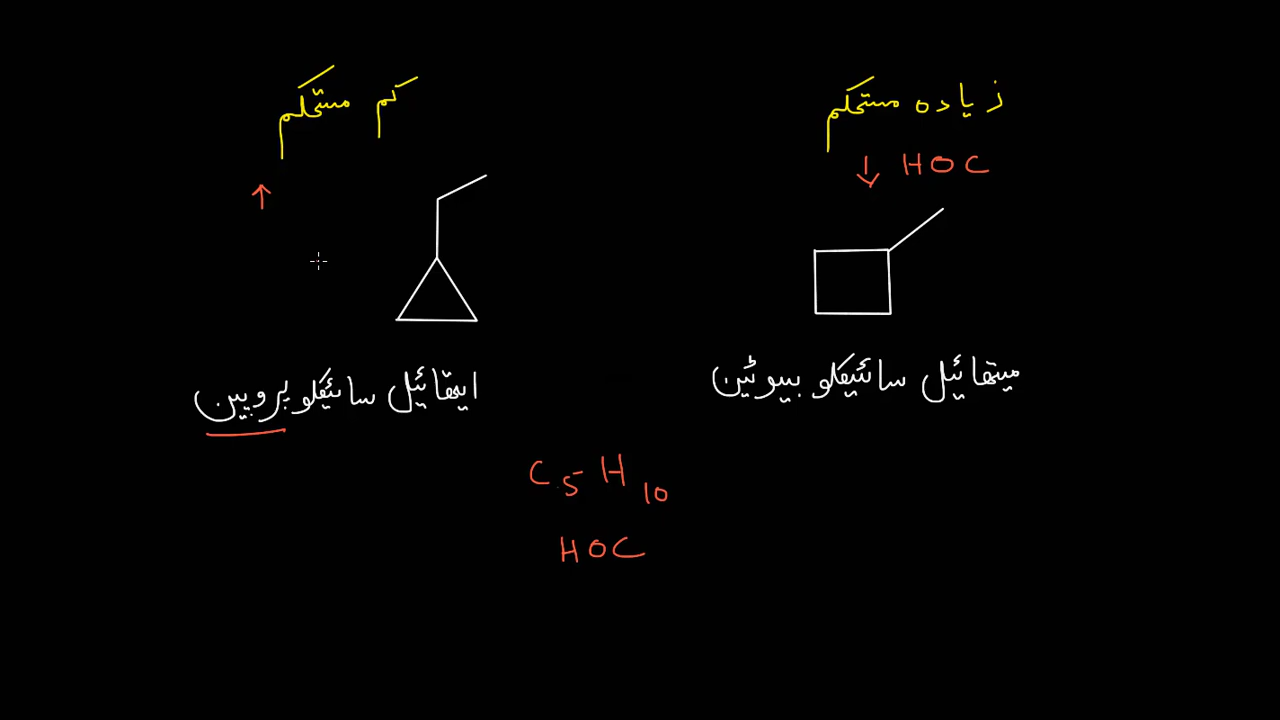 کم مستحکم
زیادہ مستحکم
↑
↓ HOC
ایتھائیل سائیکلو پروپین
میتھائیل سائیکلو بیوٹین
C5H10
HOC